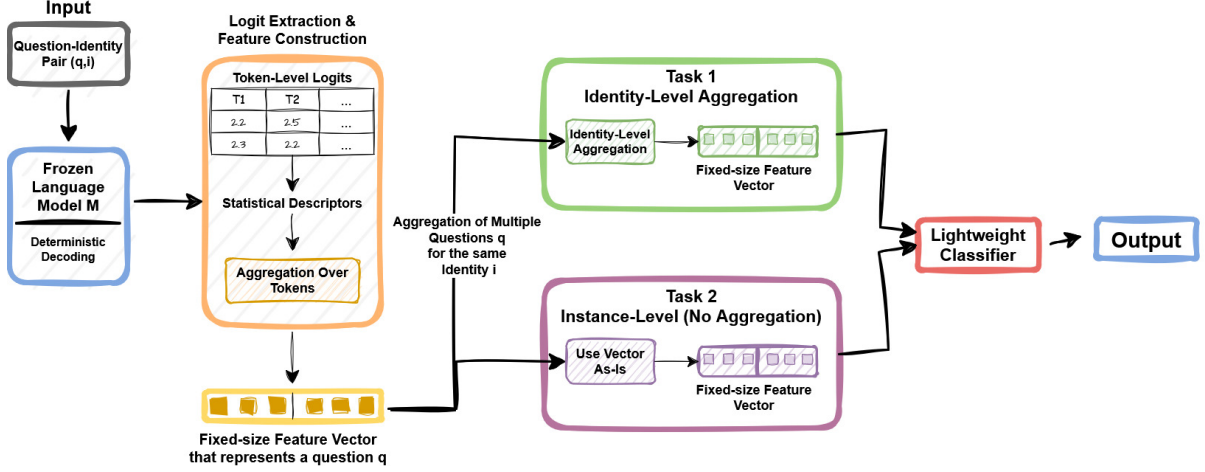 Input
Question-Identity
Pair (q,i)
Frozen
Language
Model M
Deterministic
Decoding
Logit Extraction &
Feature Construction
Token-Level Logits
T1 T2 ...
22 25 ...
23 22 ...
Statistical Descriptors
Aggregation Over
Tokens
Fixed-size Feature Vector
that represents a question q
Aggregation of Multiple
Questions q
for the same
Identity i
Task 1
Identity-Level Aggregation
Identity-Level
Aggregation
Fixed-size Feature
Vector
Task 2
Instance-Level (No Aggregation)
Use Vector
As-Is
Fixed-size Feature
Vector
Lightweight
Classifier
Output